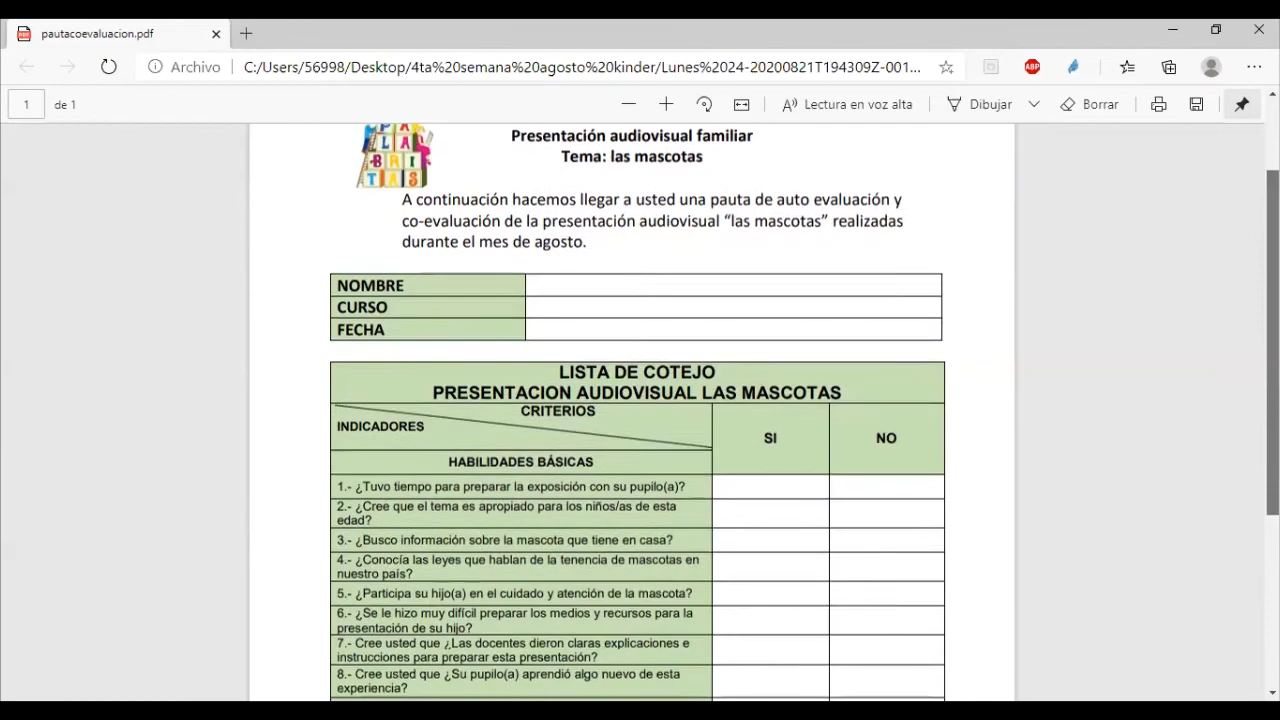 pautacoevaluacion.pdf
Archivo
C:/Users/56998/Desktop/4ta%20semana%20agosto%20kinder/Lunes%2024-20200821T194309Z-001...
ABP
1
de 1
Lectura en voz alta
Dibujar
Borrar
PALABRITAS
Presentación audiovisual familiar
Tema: las mascotas
A continuación hacemos llegar a usted una pauta de auto evaluación y
co-evaluación de la presentación audiovisual “las mascotas” realizadas
durante el mes de agosto.
NOMBRE
CURSO
FECHA
LISTA DE COTEJO
PRESENTACION AUDIOVISUAL LAS MASCOTAS
CRITERIOS
INDICADORES
SI
NO
HABILIDADES BÁSICAS
1.- ¿Tuvo tiempo para preparar la exposición con su pupilo(a)?
2.- ¿Cree que el tema es apropiado para los niños/as de esta
edad?
3.- ¿Busco información sobre la mascota que tiene en casa?
4.- ¿Conocía las leyes que hablan de la tenencia de mascotas en
nuestro país?
5.- ¿Participa su hijo(a) en el cuidado y atención de la mascota?
6.- ¿Se le hizo muy difícil preparar los medios y recursos para la
presentación de su hijo?
7.- Cree usted que ¿Las docentes dieron claras explicaciones e
instrucciones para preparar esta presentación?
8.- Cree usted que ¿Su pupilo(a) aprendió algo nuevo de esta
experiencia?